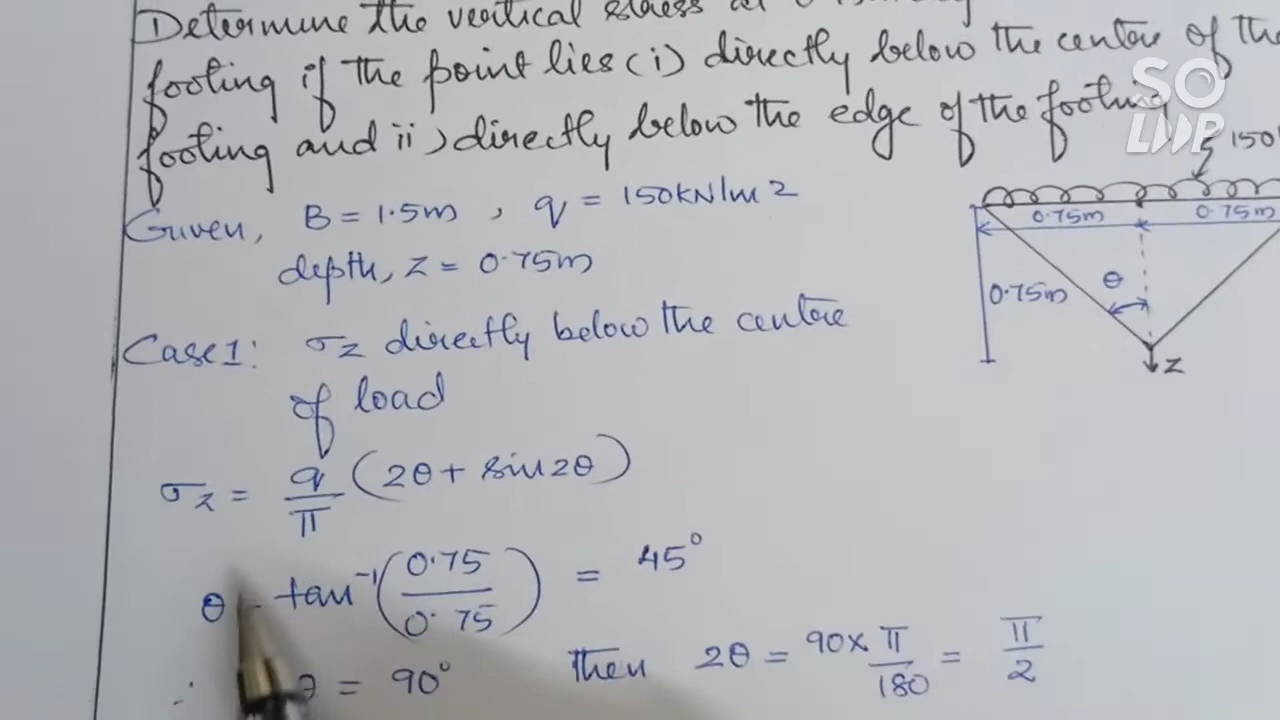 Determine the vertical stress at
footing if the point lies (i) directly below the centre of the
footing and ii) directly below the edge of the footing
SO
LOOP
150
Given, B = 1.5m , q = 150KN/m2
0.75m 0.75m
depth, z = 0.75m
θ
0.75m
z
Case 1: σz directly below the centre
of load
σz = q/π (2θ + sin2θ)
θ = tan⁻¹(0.75/0.75) = 45°
θ = 90° Then 2θ = 90 x π/180 = π/2